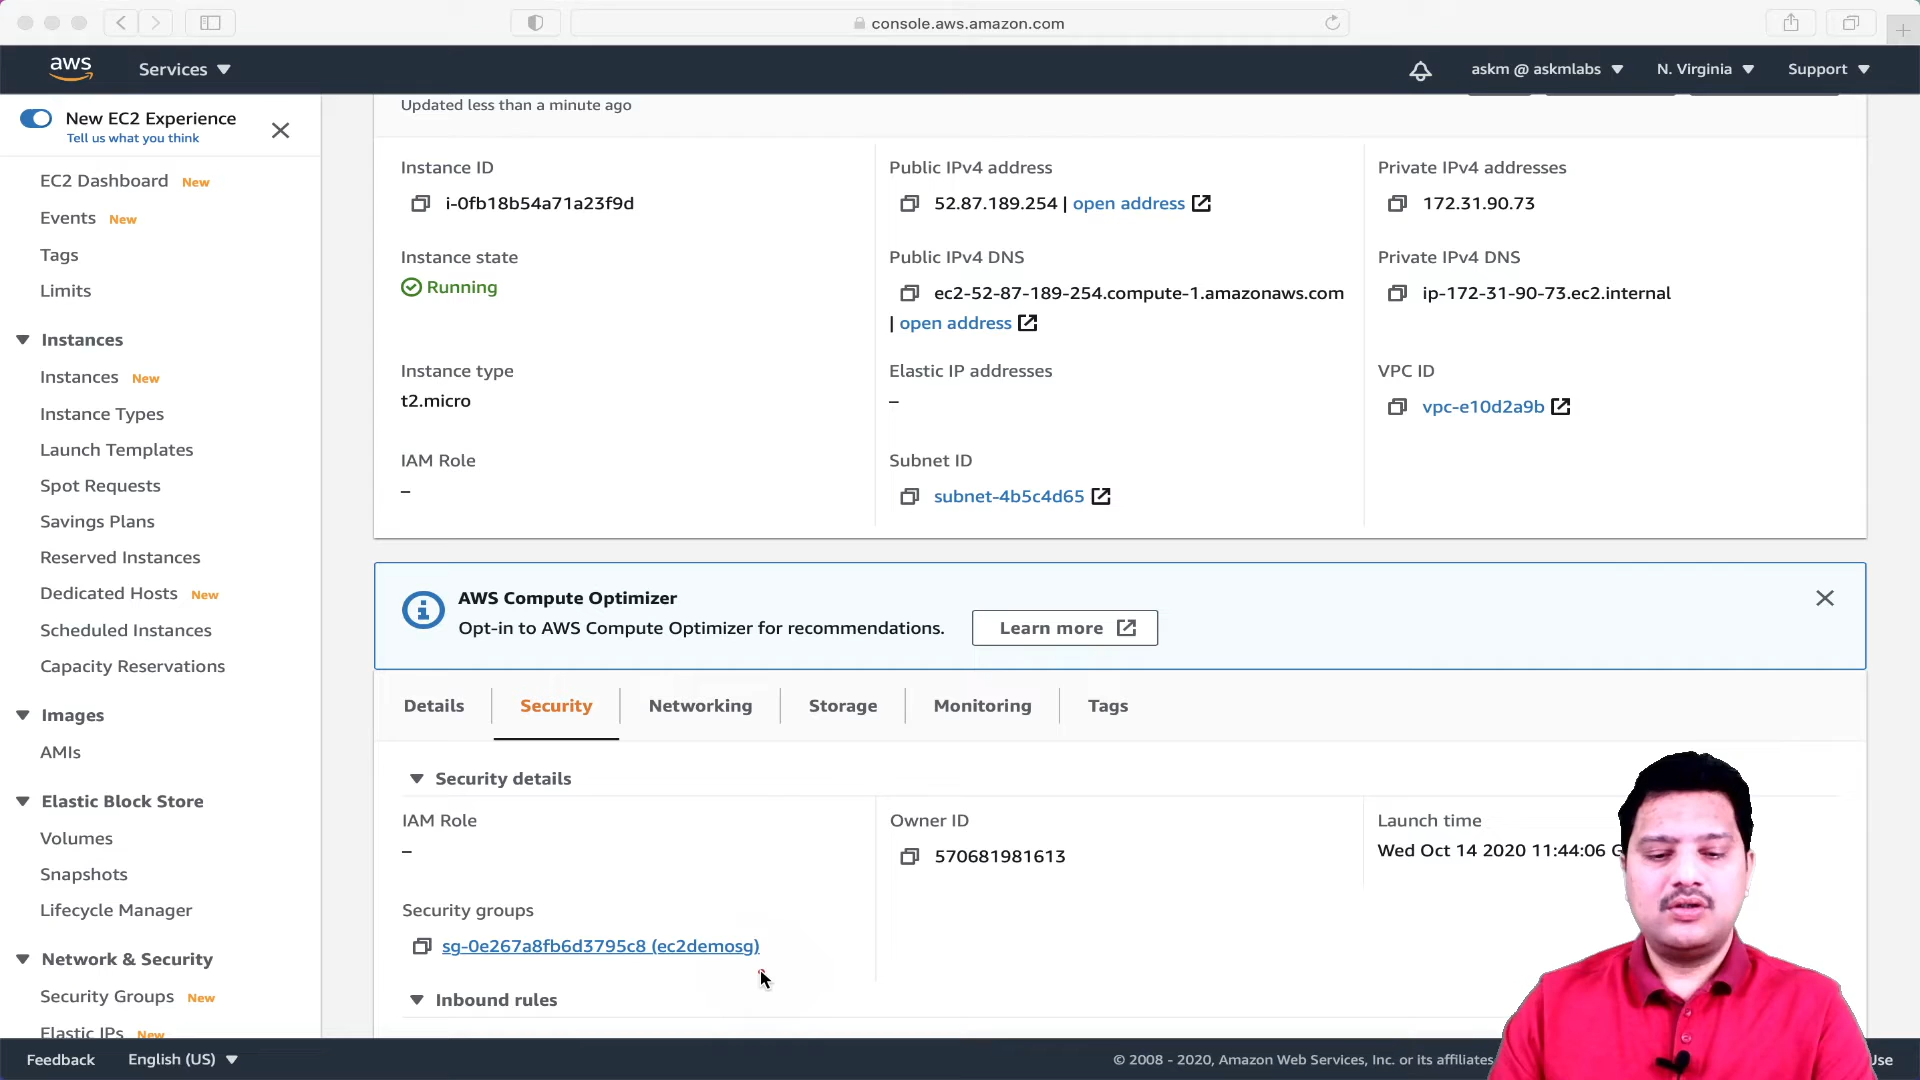 console.aws.amazon.com
aws
Services
askm @ askmlabs
N. Virginia
Support
New EC2 Experience
Tell us what you think
EC2 Dashboard New
Events New
Tags
Limits
Instances
Instances New
Instance Types
Launch Templates
Spot Requests
Savings Plans
Reserved Instances
Dedicated Hosts New
Scheduled Instances
Capacity Reservations
Images
AMIs
Elastic Block Store
Volumes
Snapshots
Lifecycle Manager
Network & Security
Security Groups New
Elastic IPs New
Updated less than a minute ago
Instance ID
i-0fb18b54a71a23f9d
Public IPv4 address
52.87.189.254 | open address
Private IPv4 addresses
172.31.90.73
Instance state
Running
Public IPv4 DNS
ec2-52-87-189-254.compute-1.amazonaws.com
| open address
Private IPv4 DNS
ip-172-31-90-73.ec2.internal
Instance type
t2.micro
Elastic IP addresses
–
VPC ID
vpc-e10d2a9b
IAM Role
–
Subnet ID
subnet-4b5c4d65
AWS Compute Optimizer
Opt-in to AWS Compute Optimizer for recommendations.
Learn more
Details
Security
Networking
Storage
Monitoring
Tags
Security details
IAM Role
–
Owner ID
570681981613
Launch time
Wed Oct 14 2020 11:44:06 G
Security groups
sg-0e267a8fb6d3795c8 (ec2demosg)
Inbound rules
Feedback
English (US)
© 2008 - 2020, Amazon Web Services, Inc. or its affiliates